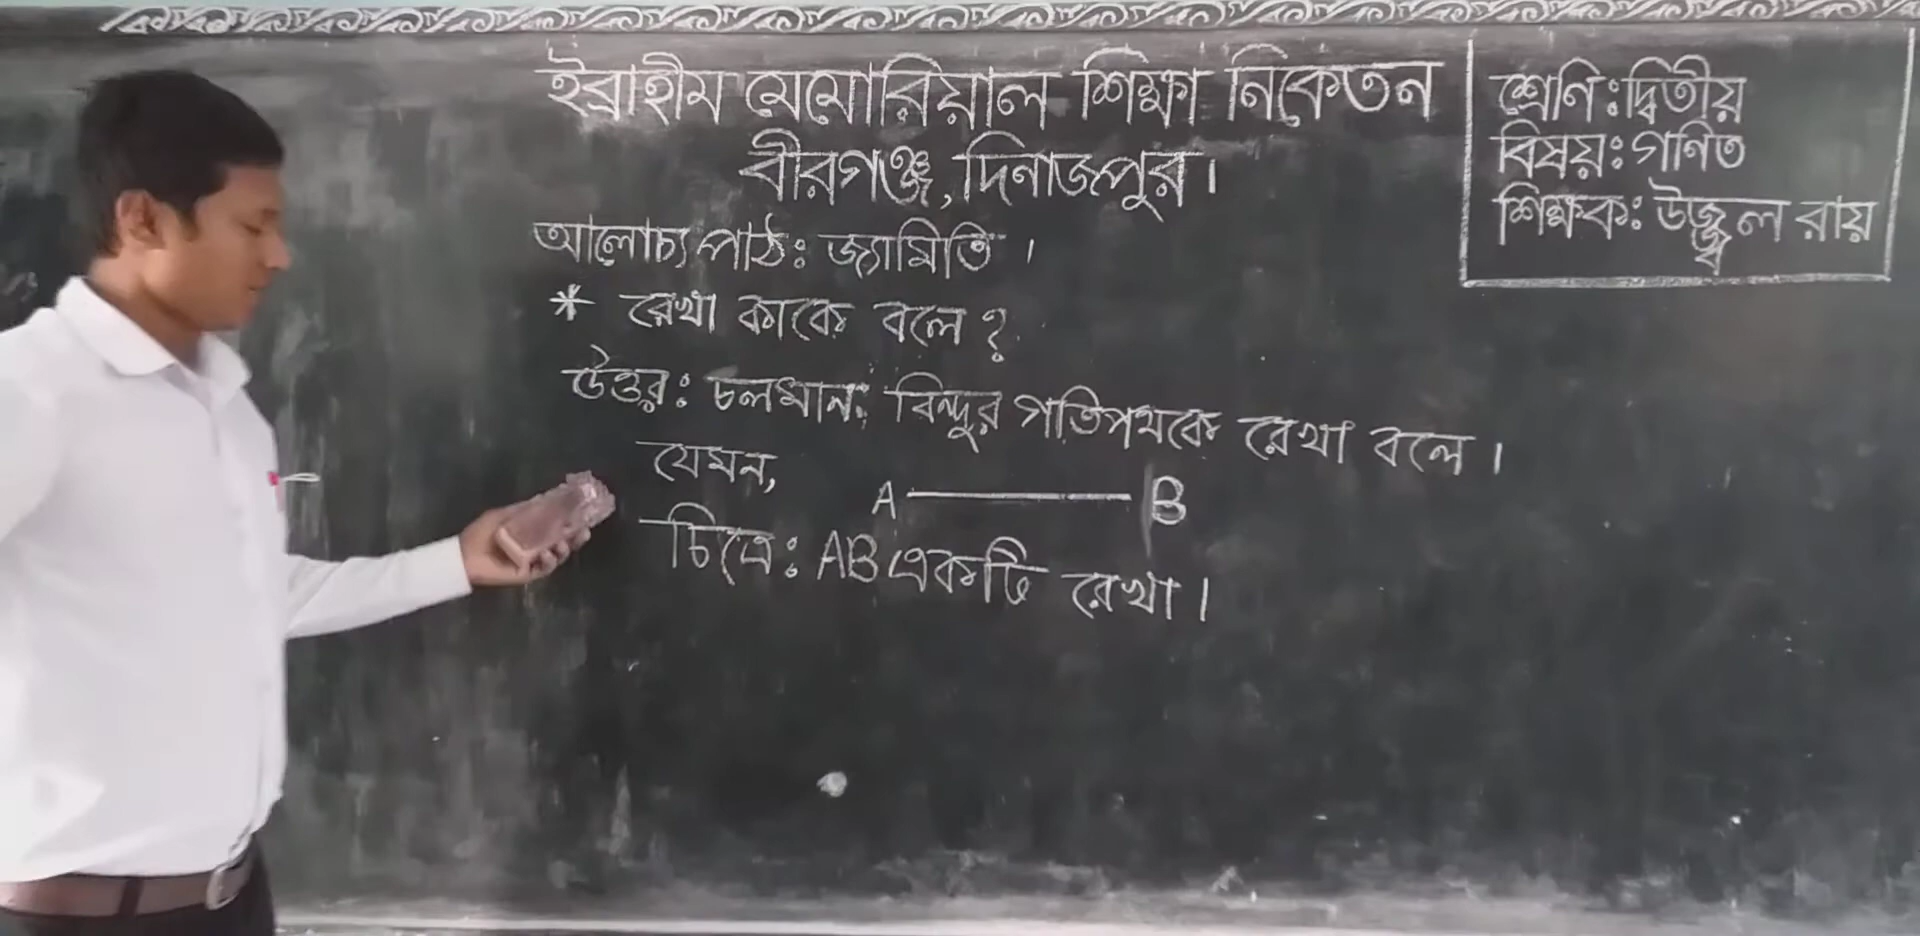 ইব্রাহীম মেমোরিয়াল শিক্ষা নিকেতন
বীরগঞ্জ, দিনাজপুর।
শ্রেণি : দ্বিতীয়
বিষয় : গণিত
শিক্ষক : উজ্জ্বল রায়
আলোচ্য পাঠ : জ্যামিতি ।
* রেখা কাকে বলে ?
উত্তর : চলমান বিন্দুর গতিপথকে রেখা বলে ।
যেমন,
A B
চিত্রে : AB একটি রেখা ।